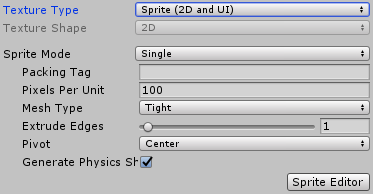 Texture Type Sprite (2D and UI)
Texture Shape 2D
Sprite Mode Single
Packing Tag
Pixels Per Unit 100
Mesh Type Tight
Extrude Edges 1
Pivot Center
Generate Physics Sh
Sprite Editor